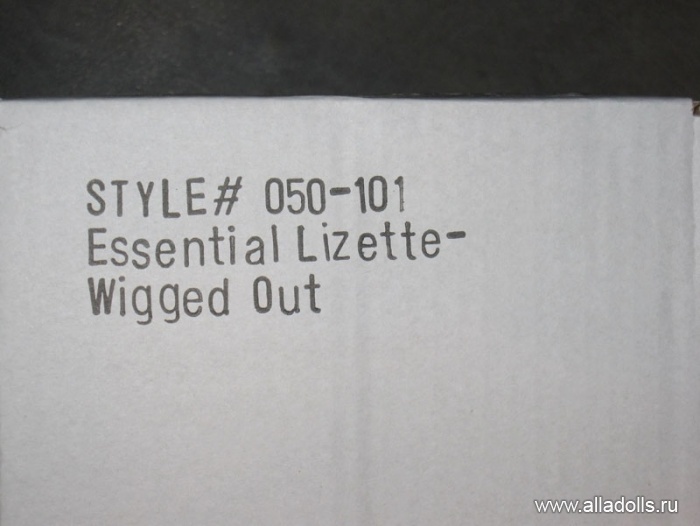 STYLE# 050-101
Essential Lizette-
Wigged Out
www.alladolls.ru